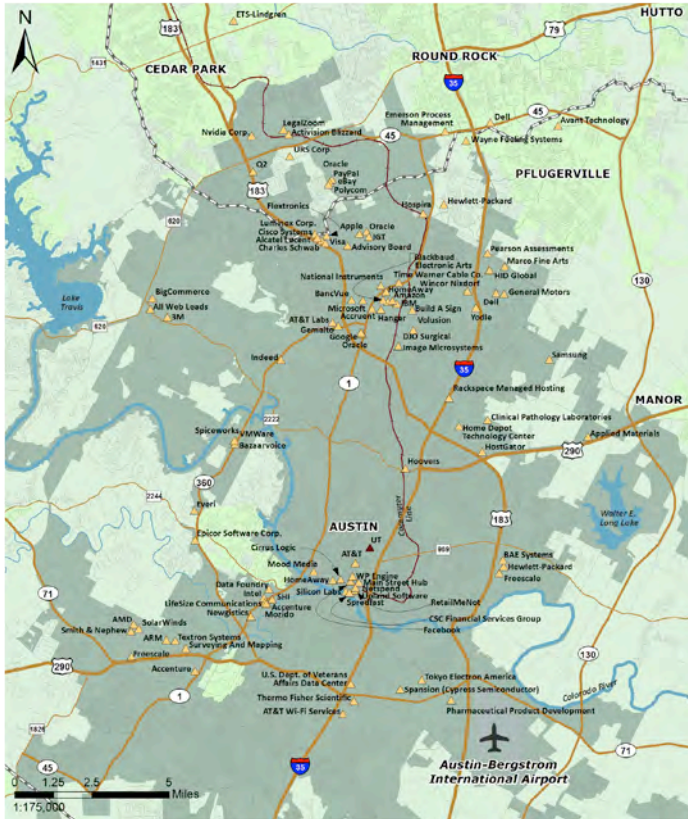 N
ETS-Lindgren
HUTTO
183
79
ROUND ROCK
CEDAR PARK
1431
35
LegalZoom
Activision Blizzard
Nvidia Corp.
45
Emerson Process
Management
Dell
45
Avant Technology
Wayne Fueling Systems
UKS Corp.
Q2
Oracle
PayPal
eBay
Polycom
183
PFLUGERVILLE
Flextronics
Hospira
Hewlett-Packard
620
Luminex Corp.
Cisco Systems
Alcatel Lucent
Charles Schwab
Apple
Oracle
IGT
Visa
Advisory Board
Pearson Assessments
Marco Fine Arts
HID Global
Blackbaud
Electronic Arts
Time Warner Cable Co.
Wincor Nixdorf
National Instruments
HomeAway
Amazon
IBM
130
Lake
Travis
BigCommerce
All Web Leads
3M
620
BancVue
Microsoft
Accruent
Hanger
Build A Sign
Volusion
Dell
General Motors
Yodle
AT&T Labs
Gemalto
Google
Oracle
DJO Surgical
Image Microsystems
Indeed
35
Samsung
1
Rackspace Managed Hosting
MANOR
2222
Clinical Pathology Laboratories
Home Depot
Technology Center
Applied Materials
290
HostGator
Spiceworks
VMWare
Bazaarvoice
Hoovers
360
2244
Commuter
Line
183
Walter E.
Long Lake
Everi
Epicor Software Corp.
AUSTIN
UT
Cirrus Logic
AT&T
969
BAE Systems
Hewlett-Packard
Freescale
Mood Media
HomeAway
WP Engine
Main Street Hub
Netspend
Upland Software
Silicon Labs
Spredfast
Data Foundry
Intel
SHI
LifeSize Communications
Accenture
Newgistics
Morido
RetailMeNot
CSC Financial Services Group
Facebook
71
AMD
SolarWinds
Smith & Nephew
ARM
Textron Systems
Surveying And Mapping
Freescale
290
Accenture
1
130
U.S. Dept. of Veterans
Affairs Data Center
Tokyo Electron America
Spansion (Cypress Semiconductor)
Colorado River
Thermo Fisher Scientific
AT&T Wi-Fi Services
Pharmaceutical Product Development
1826
71
45
35
Austin-Bergstrom
International Airport
0 1.25 2.5 5
Miles
1:175,000